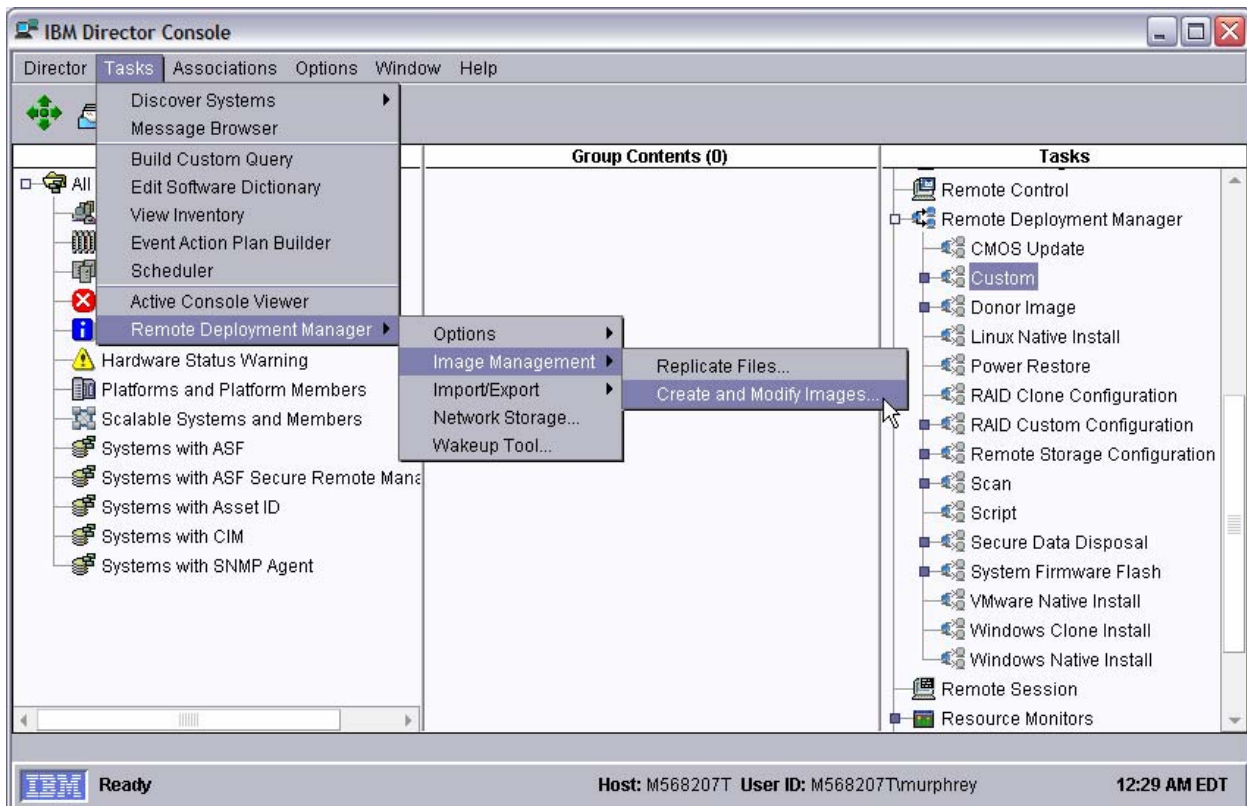 IBM Director Console
Director Tasks Associations Options Window Help
Discover Systems
Message Browser
Build Custom Query
Edit Software Dictionary
View Inventory
Event Action Plan Builder
Scheduler
Active Console Viewer
Remote Deployment Manager
Options
Image Management
Import/Export
Network Storage...
Wakeup Tool...
Replicate Files...
Create and Modify Images...
All
Hardware Status Warning
Platforms and Platform Members
Scalable Systems and Members
Systems with ASF
Systems with ASF Secure Remote Mana
Systems with Asset ID
Systems with CIM
Systems with SNMP Agent
Group Contents (0)
Tasks
Remote Control
Remote Deployment Manager
CMOS Update
Custom
Donor Image
Linux Native Install
Power Restore
RAID Clone Configuration
RAID Custom Configuration
Remote Storage Configuration
Scan
Script
Secure Data Disposal
System Firmware Flash
VMware Native Install
Windows Clone Install
Windows Native Install
Remote Session
Resource Monitors
IBM Ready Host: M568207T User ID: M568207T\murphrey 12:29 AM EDT